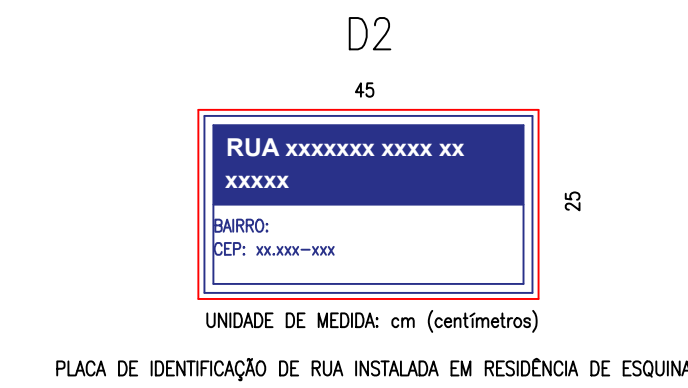 D2
45
RUA xxxxxxx xxxx xx
xxxxx
25
BAIRRO:
CEP: xx.xxx-xxx
UNIDADE DE MEDIDA: cm (centímetros)
PLACA DE IDENTIFICAÇÃO DE RUA INSTALADA EM RESIDÊNCIA DE ESQUINA